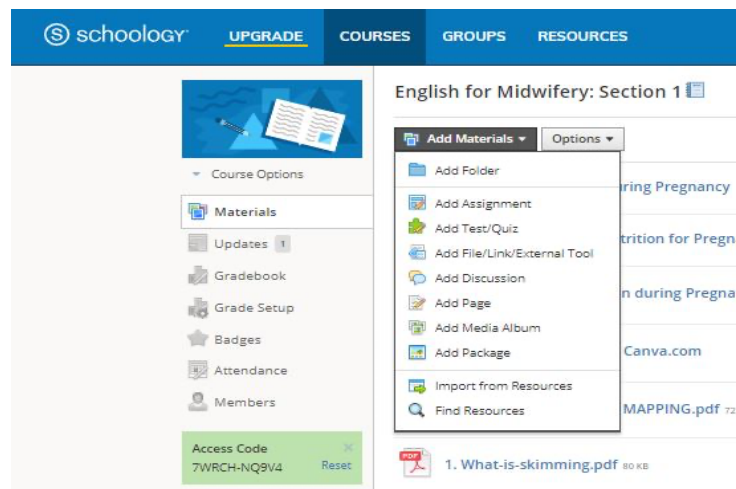 schoology UPGRADE COURSES GROUPS RESOURCES
English for Midwifery: Section 1
Add Materials Options
Course Options
Materials
Updates 1
Gradebook
Grade Setup
Badges
Attendance
Members
Access Code
7WRCH-NQ9V4 Reset
Add Folder
Add Assignment
Add Test/Quiz
Add File/Link/External Tool
Add Discussion
Add Page
Add Media Album
Add Package
Import from Resources
Find Resources
uring Pregnancy
trition for Pregn
n during Pregna
Canva.com
MAPPING.pdf 72
PDF
1. What-is-skimming.pdf 80 KB